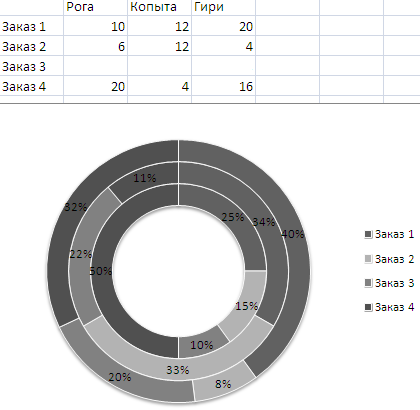 Рога Копыта Гири
Заказ 1 10 12 20
Заказ 2 6 12 4
Заказ 3
Заказ 4 20 4 16
11%
32% 25% 34% 40%
22%
50%
15%
10%
33%
20% 8%
Заказ 1
Заказ 2
Заказ 3
Заказ 4